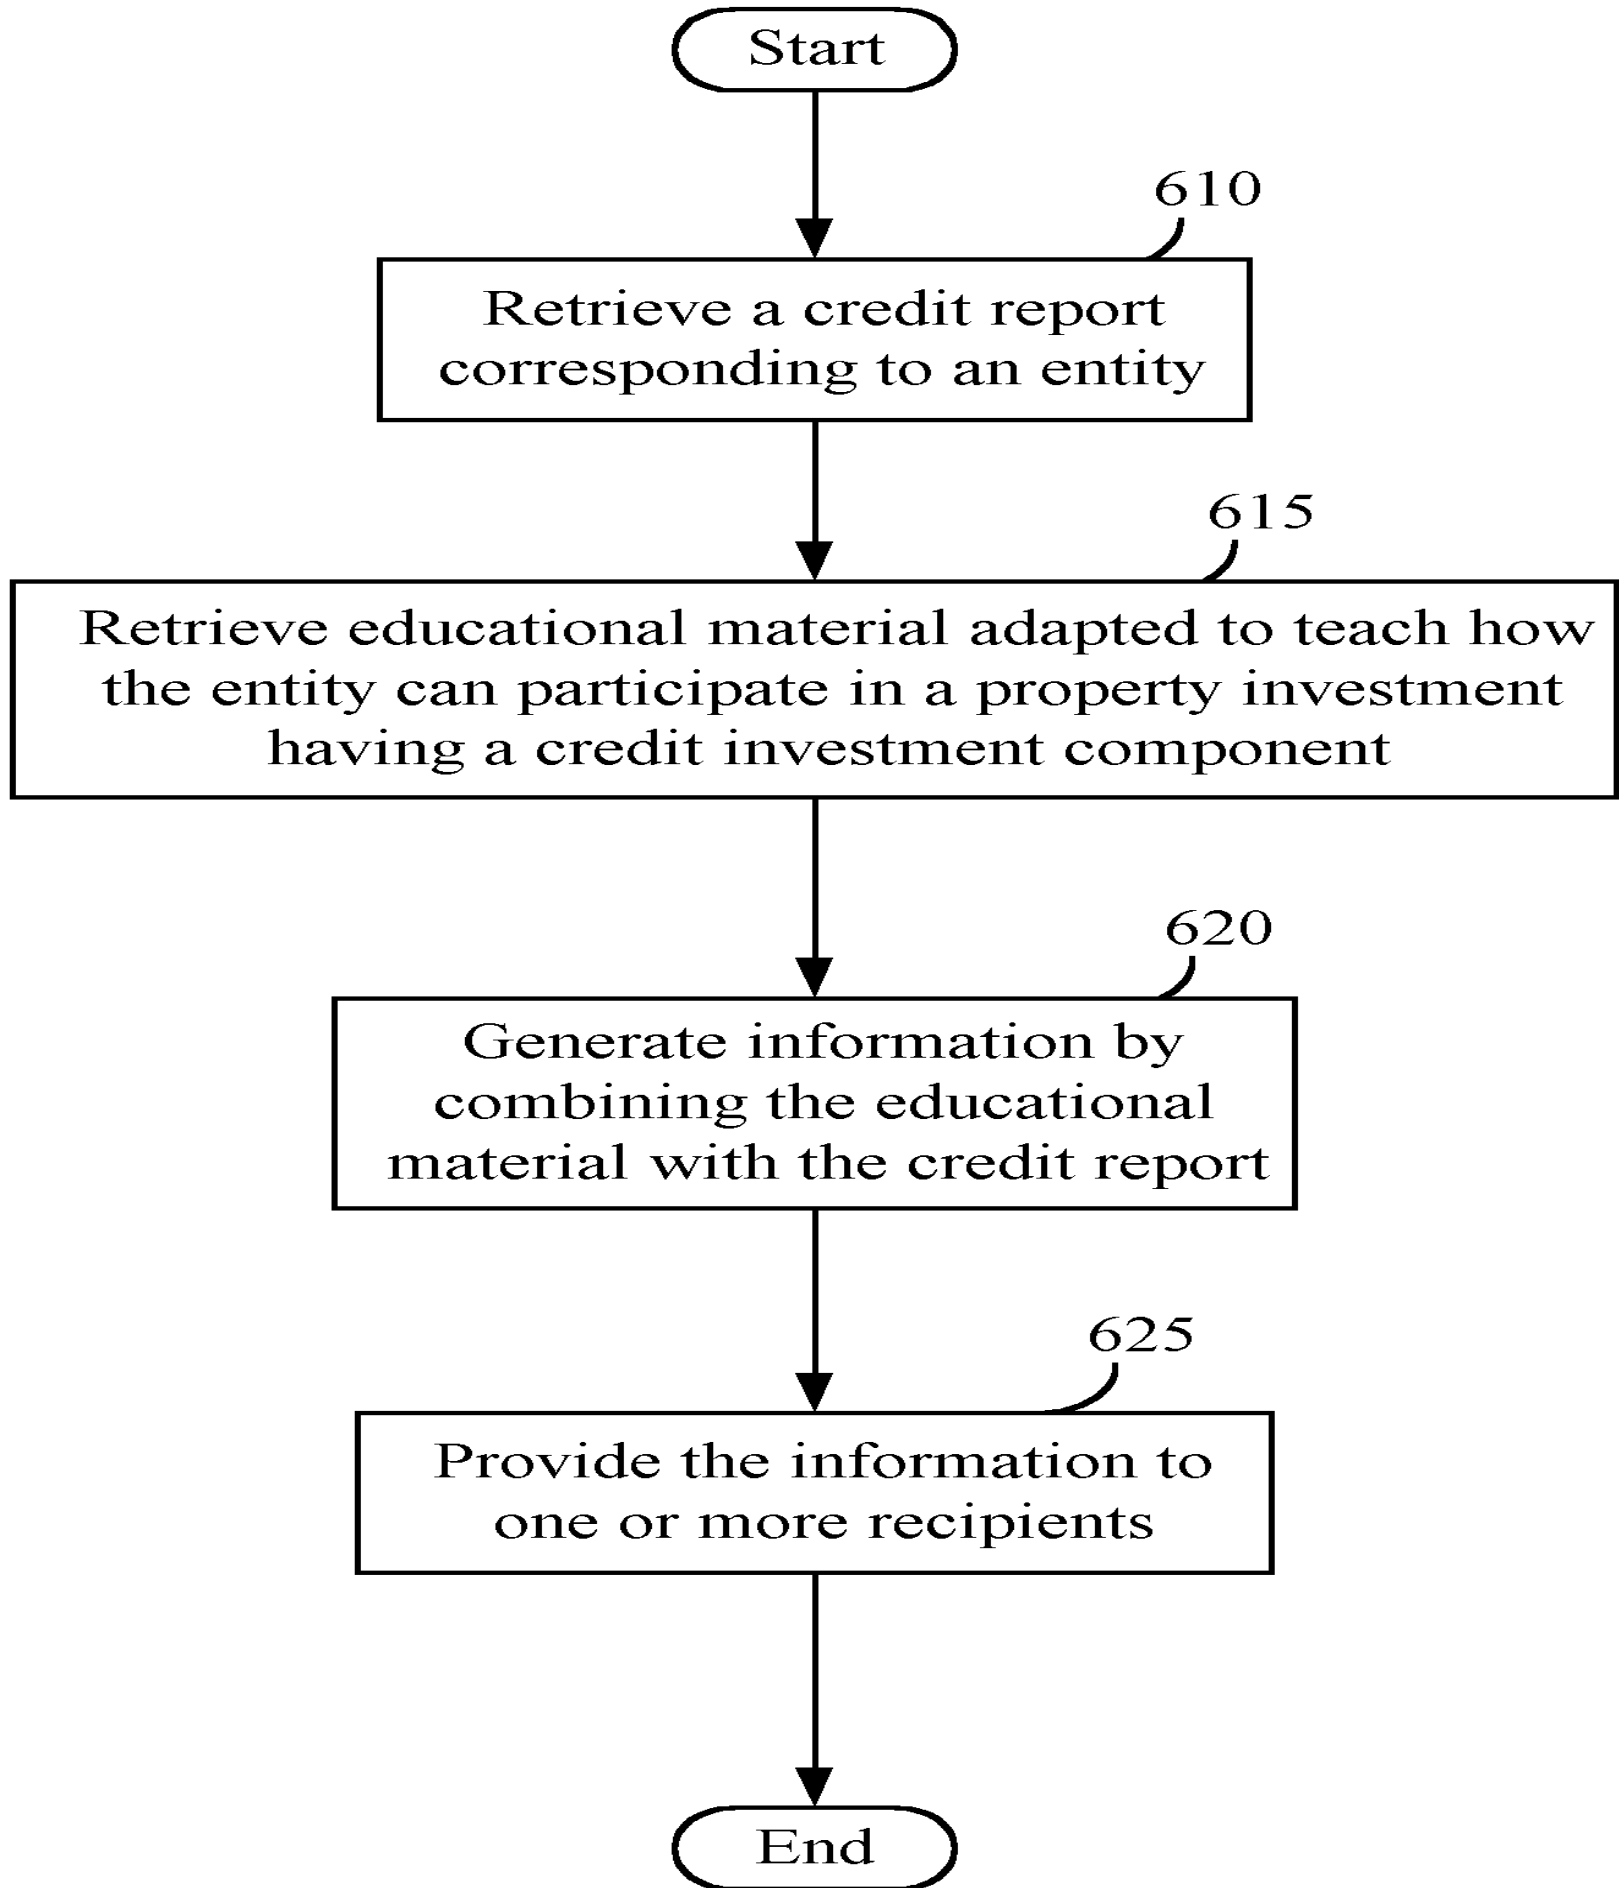 Start
610
Retrieve a credit report
corresponding to an entity
615
Retrieve educational material adapted to teach how
the entity can participate in a property investment
having a credit investment component
620
Generate information by
combining the educational
material with the credit report
625
Provide the information to
one or more recipients
End